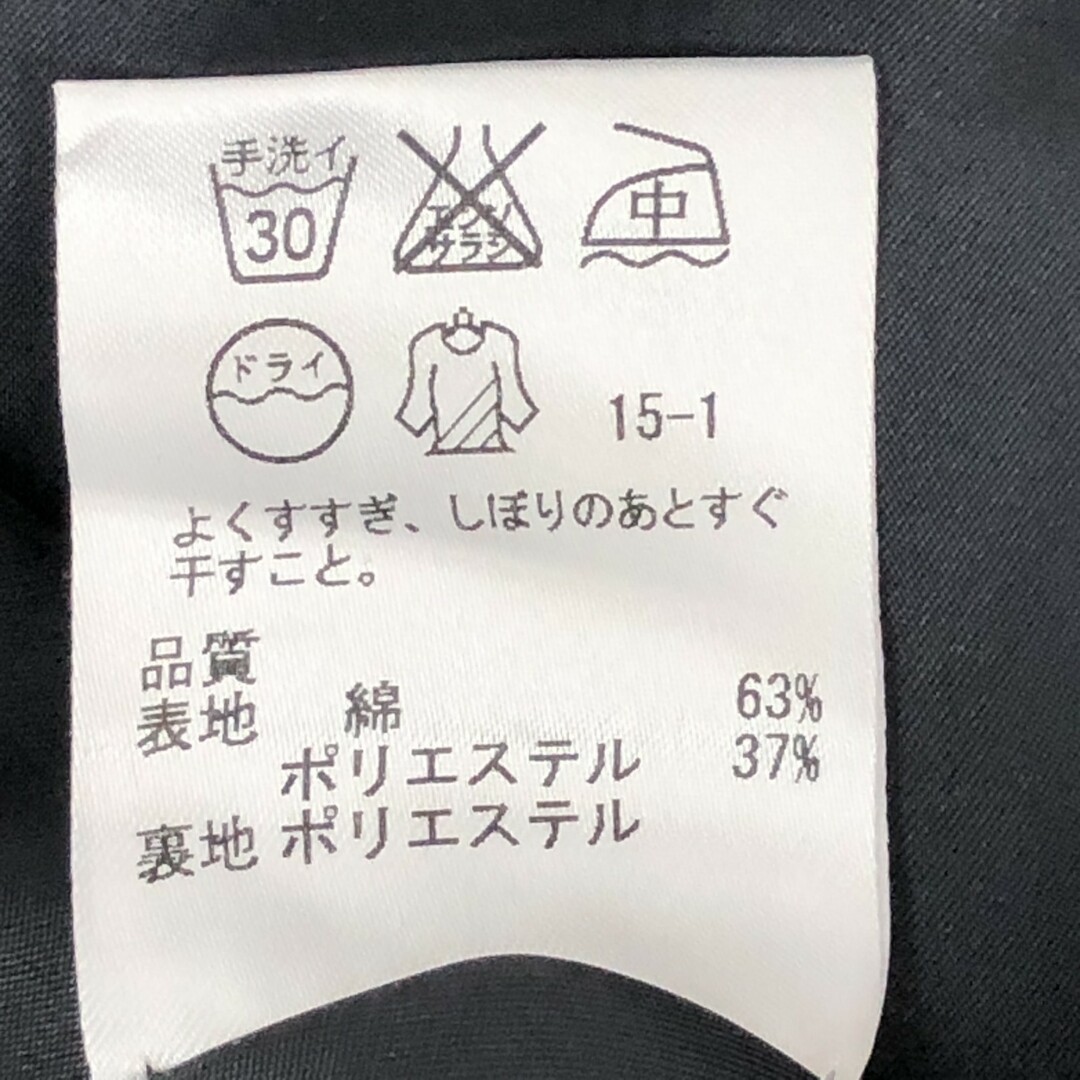 手洗イ
30
エンソ
サラシ
中
ドライ
15-1
よくすすぎ、しぼりのあとすぐ
干すこと。
品質
表地 綿 63%
ポリエステル 37%
裏地 ポリエステル